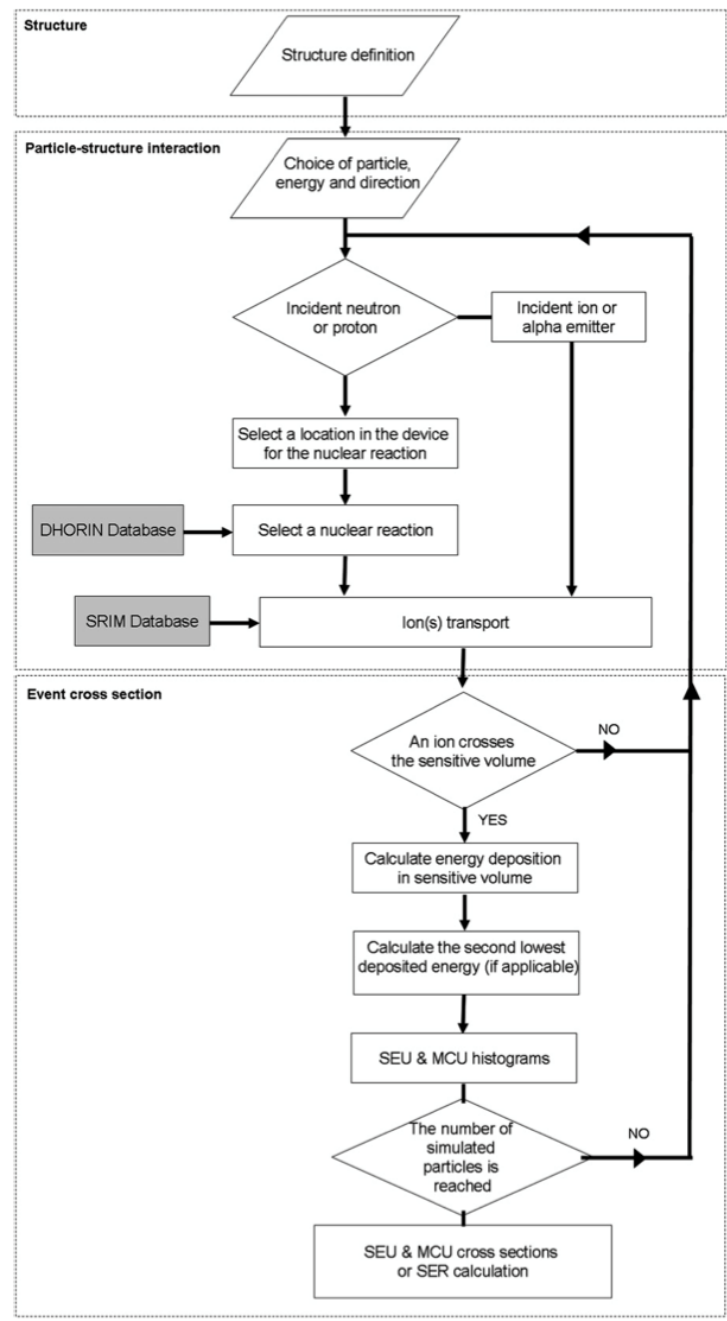 Structure
Structure definition
Particle-structure interaction
Choice of particle,
energy and direction
Incident neutron
or proton
Incident ion or
alpha emitter
Select a location in the device
for the nuclear reaction
DHORIN Database
Select a nuclear reaction
SRIM Database
Ion(s) transport
Event cross section
An ion crosses
the sensitive volume
NO
YES
Calculate energy deposition
in sensitive volume
Calculate the second lowest
deposited energy (if applicable)
SEU & MCU histograms
The number of
simulated
particles is
reached
NO
SEU & MCU cross sections
or SER calculation